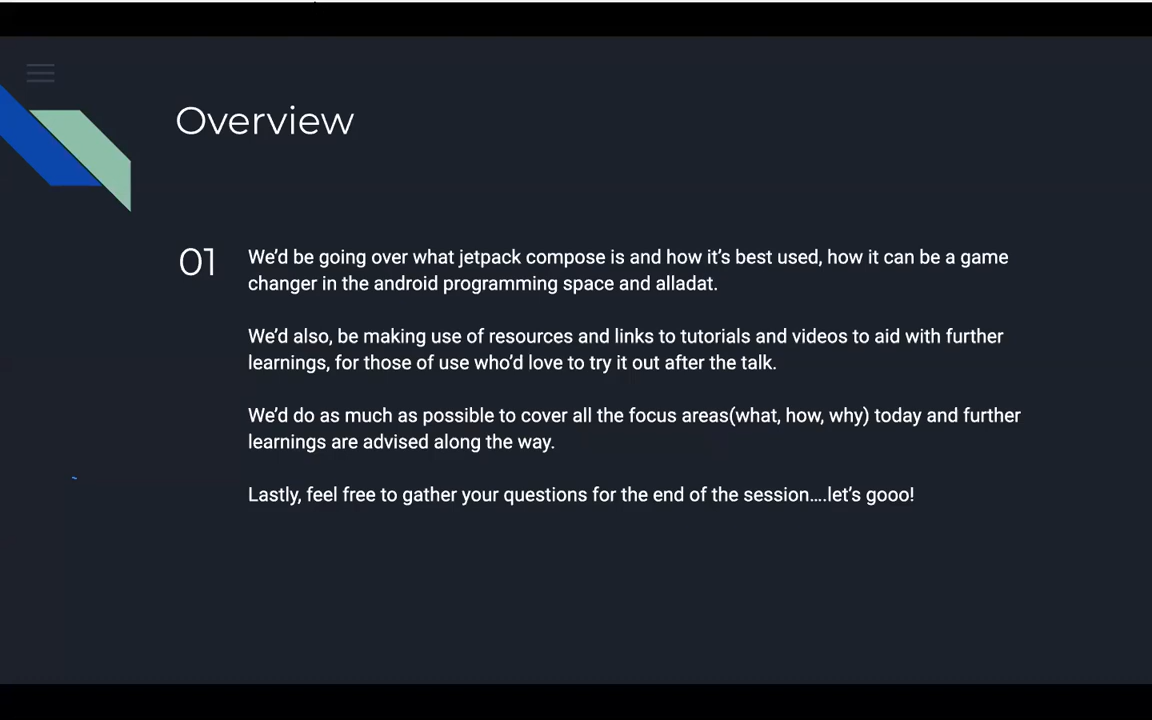 Overview
01
We'd be going over what jetpack compose is and how it's best used, how it can be a game
changer in the android programming space and alladat.
We'd also, be making use of resources and links to tutorials and videos to aid with further
learnings, for those of use who'd love to try it out after the talk.
We'd do as much as possible to cover all the focus areas(what, how, why) today and further
learnings are advised along the way.
Lastly, feel free to gather your questions for the end of the session....let's gooo!